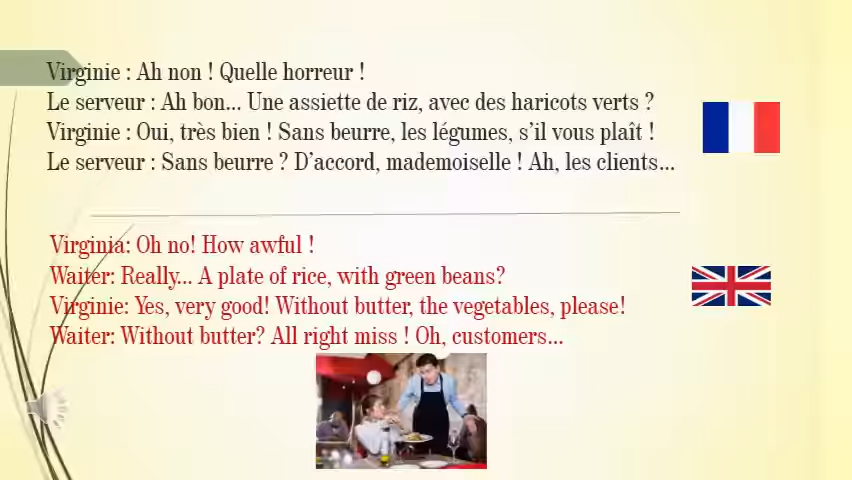 Virginie : Ah non ! Quelle horreur !
Le serveur : Ah bon... Une assiette de riz, avec des haricots verts ?
Virginie : Oui, très bien ! Sans beurre, les légumes, s’il vous plaît !
Le serveur : Sans beurre ? D’accord, mademoiselle ! Ah, les clients...
Virginia: Oh no! How awful !
Waiter: Really... A plate of rice, with green beans?
Virginie: Yes, very good! Without butter, the vegetables, please!
Waiter: Without butter? All right miss ! Oh, customers...